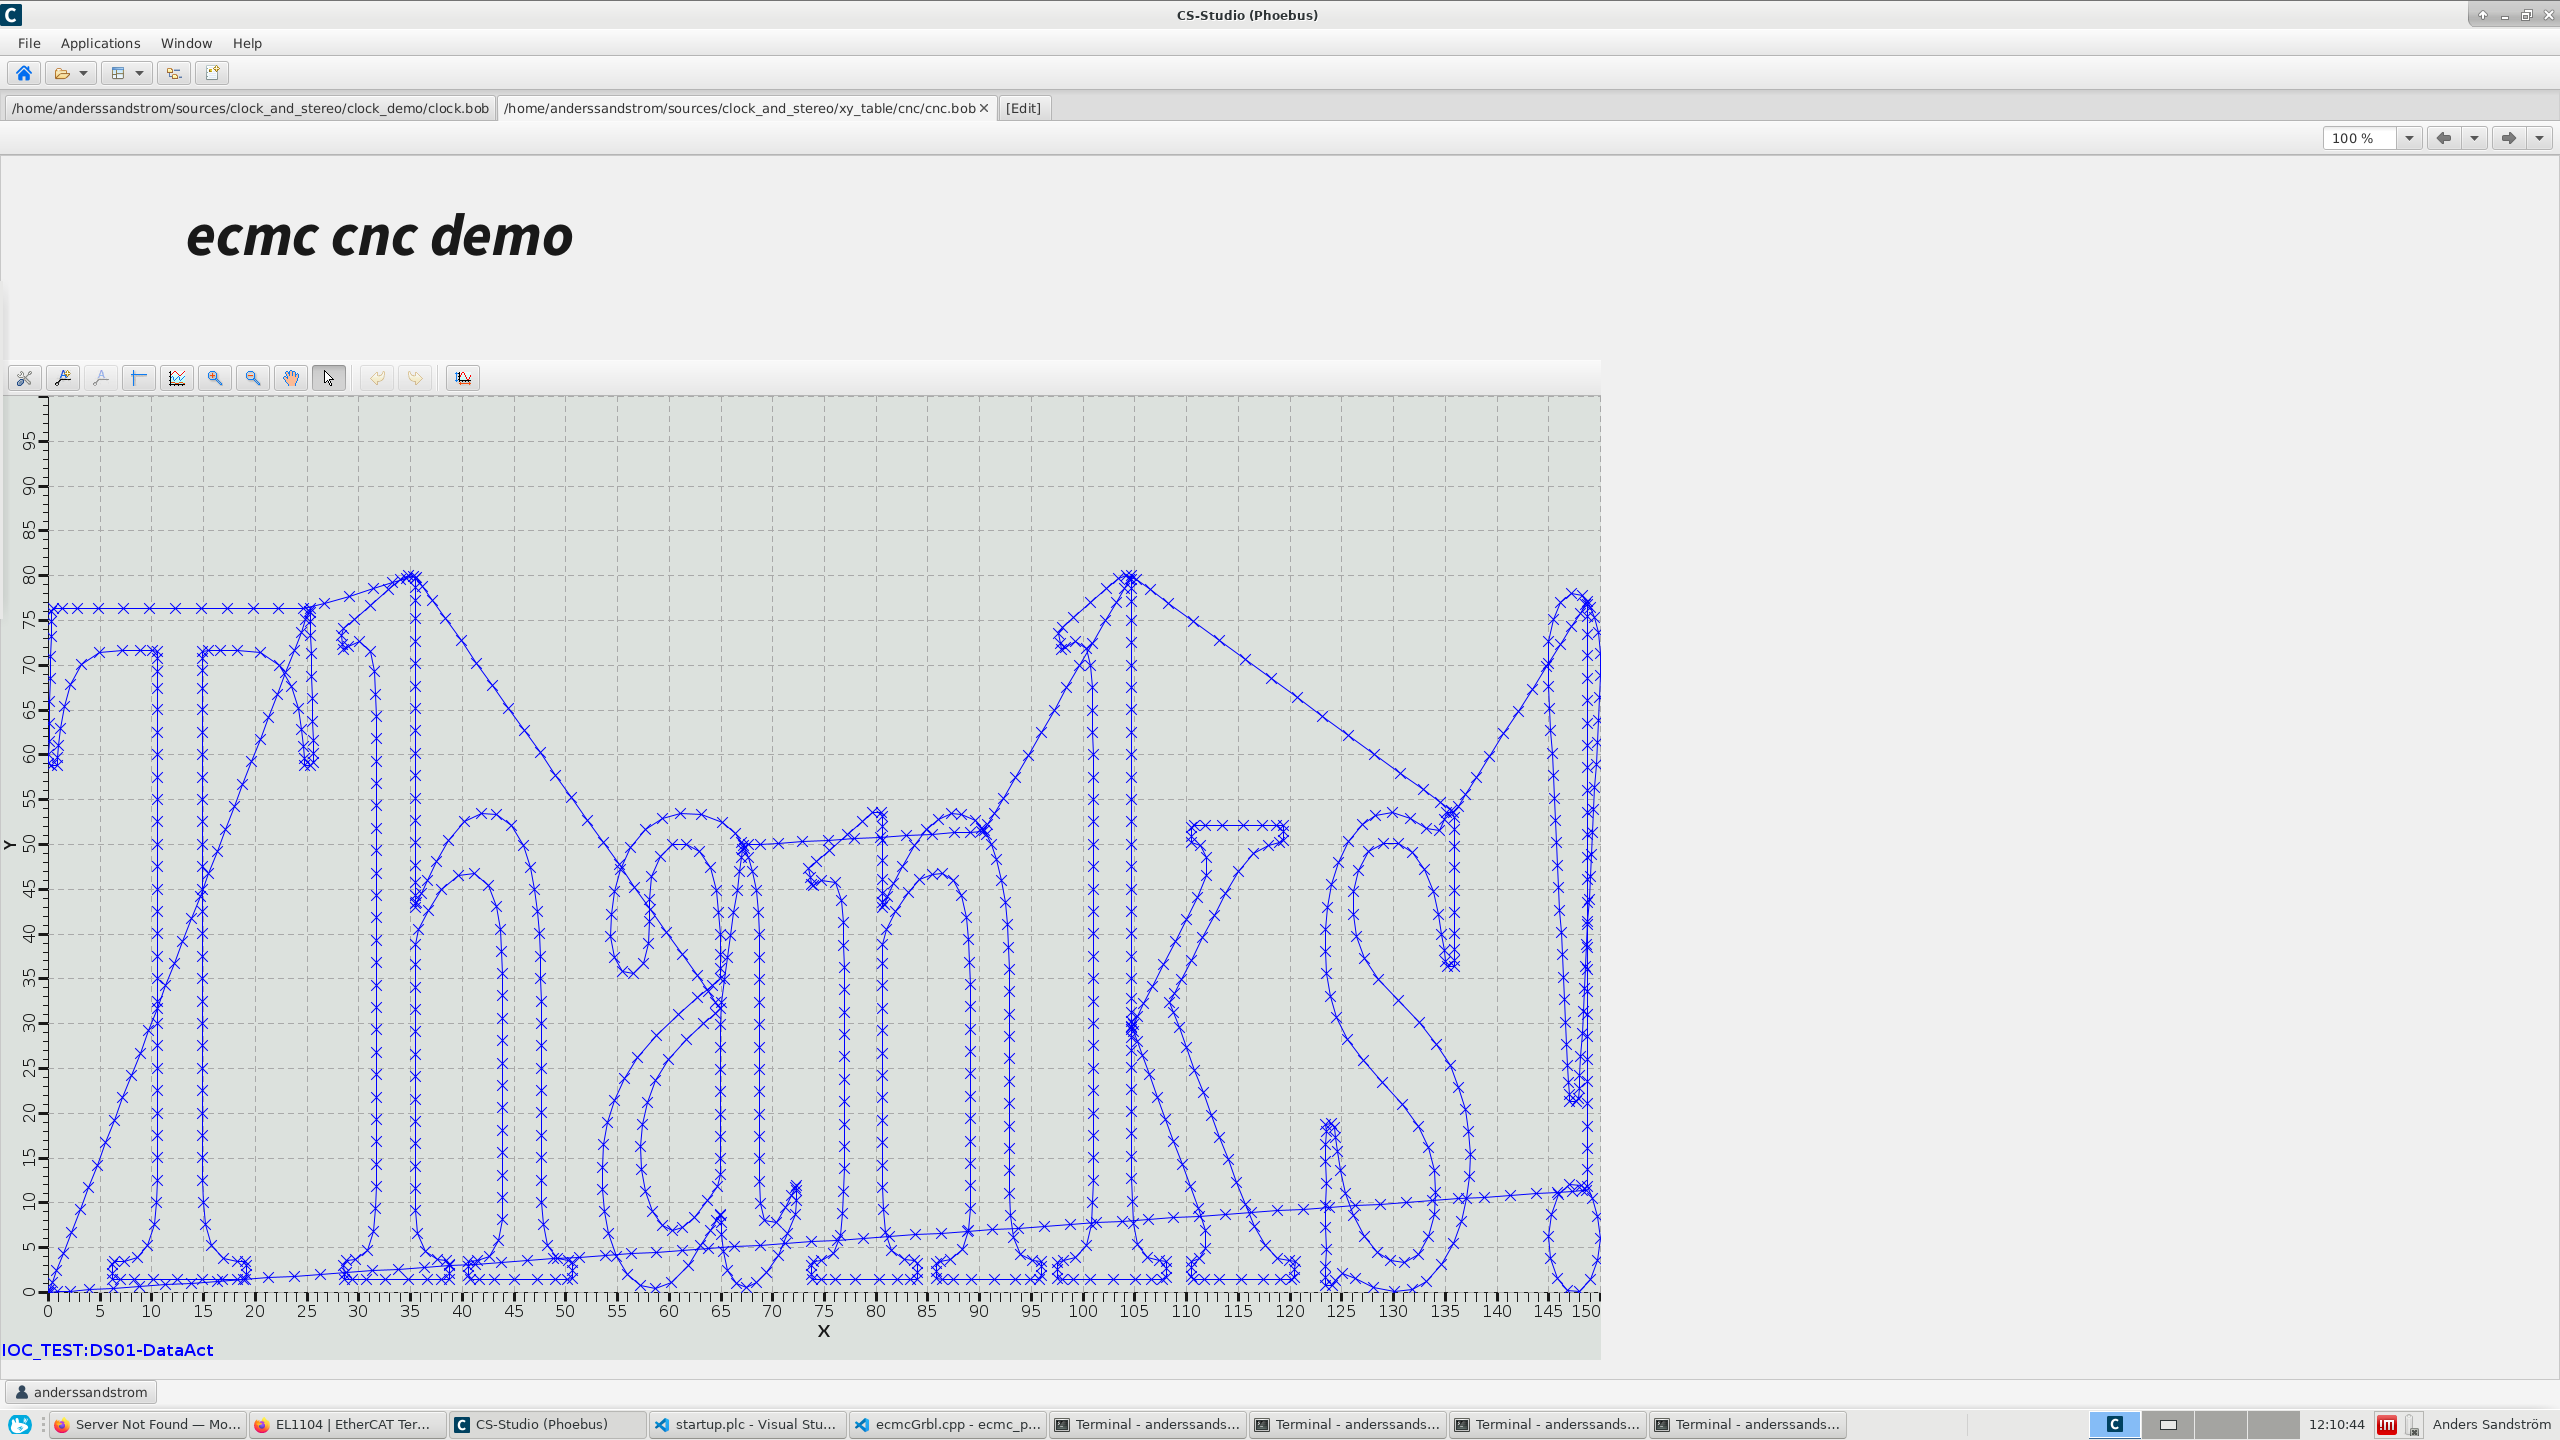 CS-Studio (Phoebus)
File Applications Window Help
/home/anderssandstrom/sources/clock_and_stereo/clock_demo/clock.bob /home/anderssandstrom/sources/clock_and_stereo/xy_table/cnc/cnc.bob [Edit]
100 %
ecmc cnc demo
95
90
85
80
75
70
65
60
55
50
45
40
35
30
25
20
15
10
5
0
Y
Thanks!
0 5 10 15 20 25 30 35 40 45 50 55 60 65 70 75 80 85 90 95 100 105 110 115 120 125 130 135 140 145 150
X
IOC_TEST:DS01-DataAct
anderssandstrom
Server Not Found — Mo... EL1104 | EtherCAT Ter... CS-Studio (Phoebus) startup.plc - Visual Stu... ecmcGrbl.cpp - ecmc_p... Terminal - anderssands... Terminal - anderssands... Terminal - anderssands... Terminal - anderssands... C 12:10:44 !m Anders Sandström